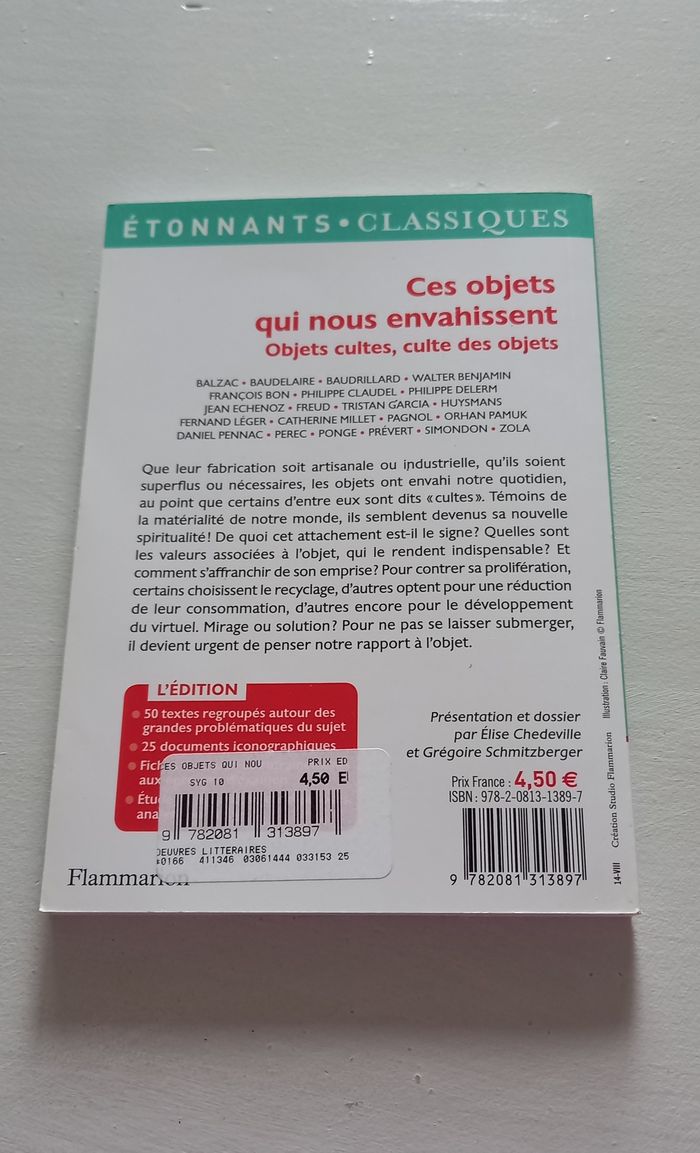 ÉTONNANTS • CLASSIQUES
Ces objets
qui nous envahissent
Objets cultes, culte des objets
BALZAC • BAUDELAIRE • BAUDRILLARD • WALTER BENJAMIN
FRANÇOIS BON • PHILIPPE CLAUDEL • PHILIPPE DELERM
JEAN ECHENOZ • FREUD • TRISTAN GARCIA • HUYSMANS
FERNAND LÉGER • CATHERINE MILLET • PAGNOL • ORHAN PAMUK
DANIEL PENNAC • PEREC • PONGE • PRÉVERT • SIMONDON • ZOLA
Que leur fabrication soit artisanale ou industrielle, qu'ils soient
superflus ou nécessaires, les objets ont envahi notre quotidien,
au point que certains d'entre eux sont dits « cultes ». Témoins de
la matérialité de notre monde, ils semblent devenus sa nouvelle
spiritualité ! De quoi cet attachement est-il le signe ? Quelles sont
les valeurs associées à l'objet, qui le rendent indispensable ? Et
comment s'affranchir de son emprise ? Pour contrer sa prolifération,
certains choisissent le recyclage, d'autres optent pour une réduction
de leur consommation, d'autres encore pour le développement
du virtuel. Mirage ou solution ? Pour ne pas se laisser submerger,
il devient urgent de penser notre rapport à l'objet.
L'ÉDITION
• 50 textes regroupés autour des
grandes problématiques du sujet
• 25 documents iconographiques
ES OBJETS QUI NOU PRIX ED
SYG 10 4,50 E
9 782081 313897
OEUVRES LITTERAIRES
0166 411346 03061444 033153 25
Flammarion
Présentation et dossier
par Élise Chedeville
et Grégoire Schmitzberger
Prix France : 4,50 €
ISBN : 978-2-0813-1389-7
9 782081 313897
14-VIII Création Studio Flammarion Illustration : Claire Fauvain © Flammarion